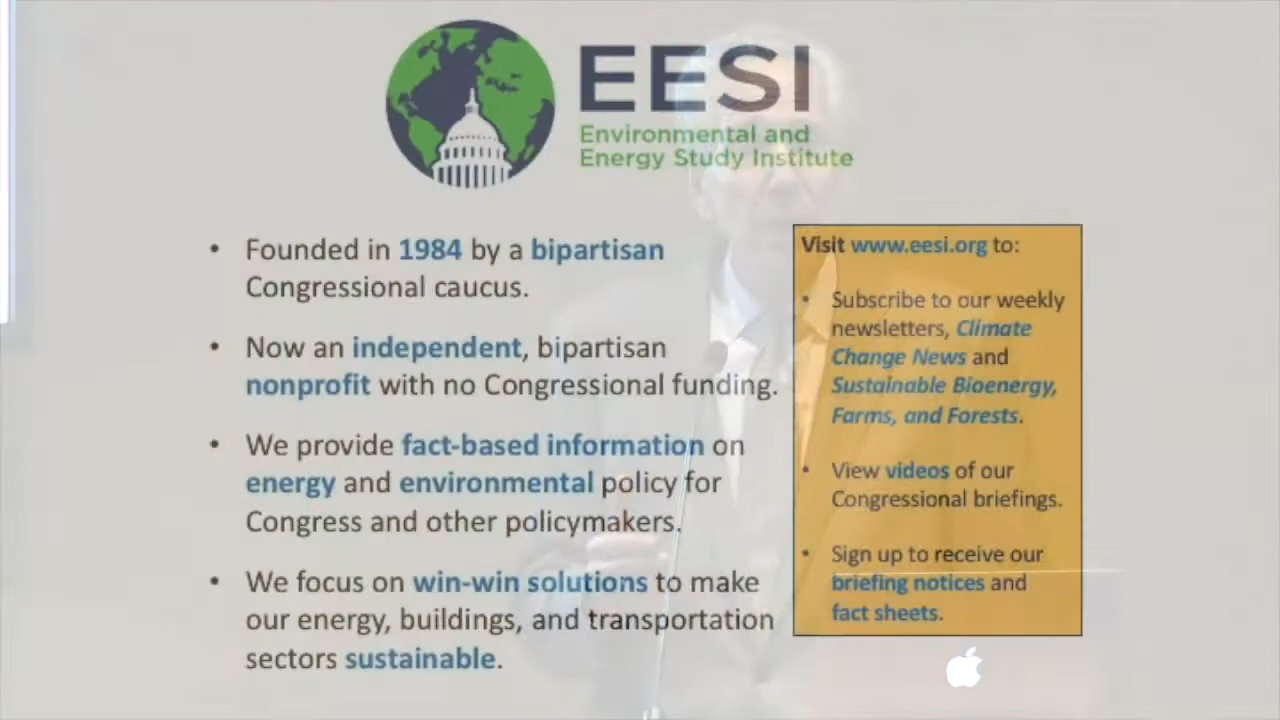 EESI
Environmental and
Energy Study Institute
• Founded in 1984 by a bipartisan
Congressional caucus.
• Now an independent, bipartisan
nonprofit with no Congressional funding.
• We provide fact-based information on
energy and environmental policy for
Congress and other policymakers.
• We focus on win-win solutions to make
our energy, buildings, and transportation
sectors sustainable.
Visit www.eesi.org to:
• Subscribe to our weekly
newsletters, Climate
Change News and
Sustainable Bioenergy,
Farms, and Forests.
• View videos of our
Congressional briefings.
• Sign up to receive our
briefing notices and
fact sheets.